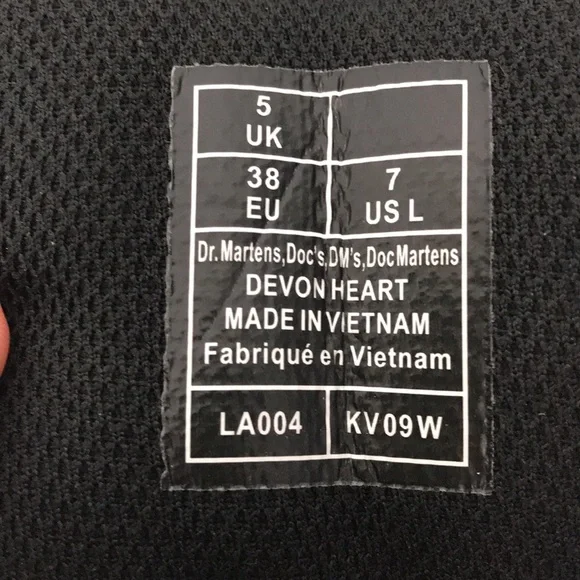 5
UK
38
EU
7
US L
Dr.Martens,Doc's,DM's,DocMartens
DEVON HEART
MADE IN VIETNAM
Fabriqué en Vietnam
LA004
KV09W